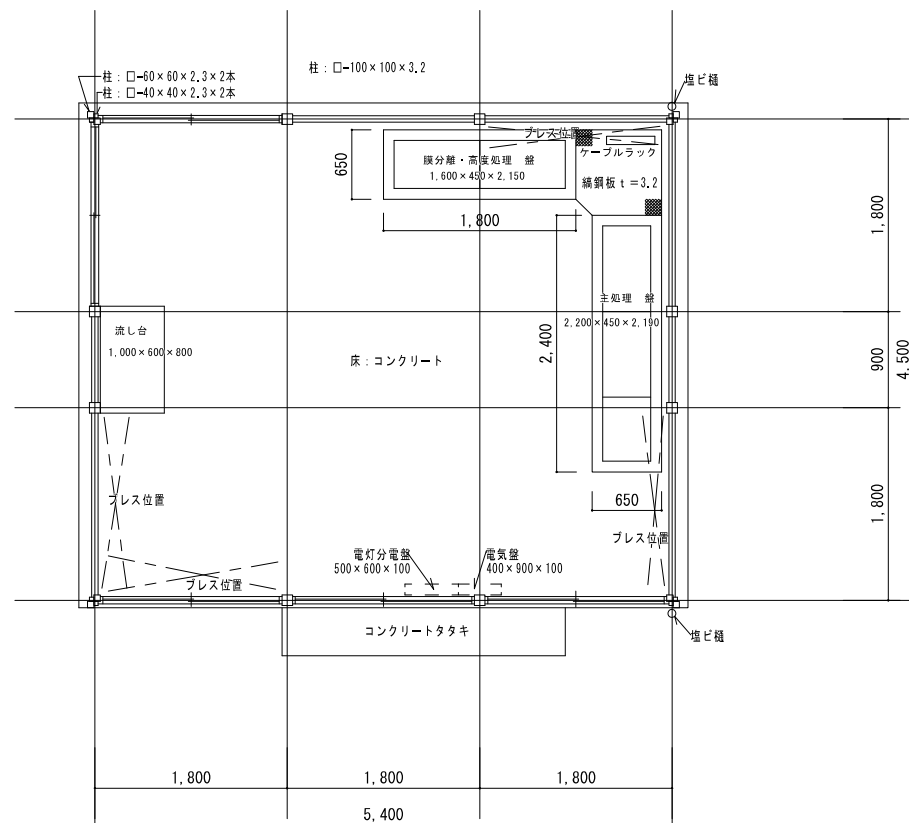 柱：□-60×60×2.3×2本
柱：□-40×40×2.3×2本
柱：□-100×100×3.2
塩ビ樋
ブレス位置
ケーブルラック
650
膜分離・高度処理　盤
1,600×450×2,150
縞鋼板 t＝3.2
1,800
1,800
主処理　盤
2,200×450×2,190
流し台
1,000×600×800
2,400
床：コンクリート
900
4,500
650
ブレス位置
1,800
ブレス位置
電灯分電盤
500×600×100
電気盤
400×900×100
ブレス位置
コンクリートタタキ
塩ビ樋
1,800
1,800
1,800
5,400